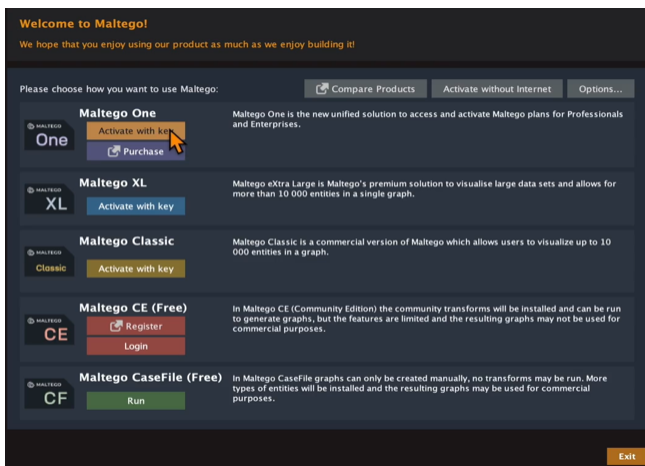 Welcome to Maltego!
We hope that you enjoy using our product as much as we enjoy building it!
Please choose how you want to use Maltego:
Compare Products
Activate without Internet
Options...
MALTEGO
One
Maltego One
Activate with key
Purchase
Maltego One is the new unified solution to access and activate Maltego plans for Professionals
and Enterprises.
MALTEGO
XL
Maltego XL
Activate with key
Maltego eXtra Large is Maltego's premium solution to visualise large data sets and allows for
more than 10 000 entities in a single graph.
MALTEGO
Classic
Maltego Classic
Activate with key
Maltego Classic is a commercial version of Maltego which allows users to visualize up to 10
000 entities in a graph.
MALTEGO
CE
Maltego CE (Free)
Register
Login
In Maltego CE (Community Edition) the community transforms will be installed and can be run
to generate graphs, but the features are limited and the resulting graphs may not be used for
commercial purposes.
MALTEGO
CF
Maltego CaseFile (Free)
Run
In Maltego CaseFile graphs can only be created manually, no transforms may be run. More
types of entities will be installed and the resulting graphs may be used for commercial
purposes.
Exit